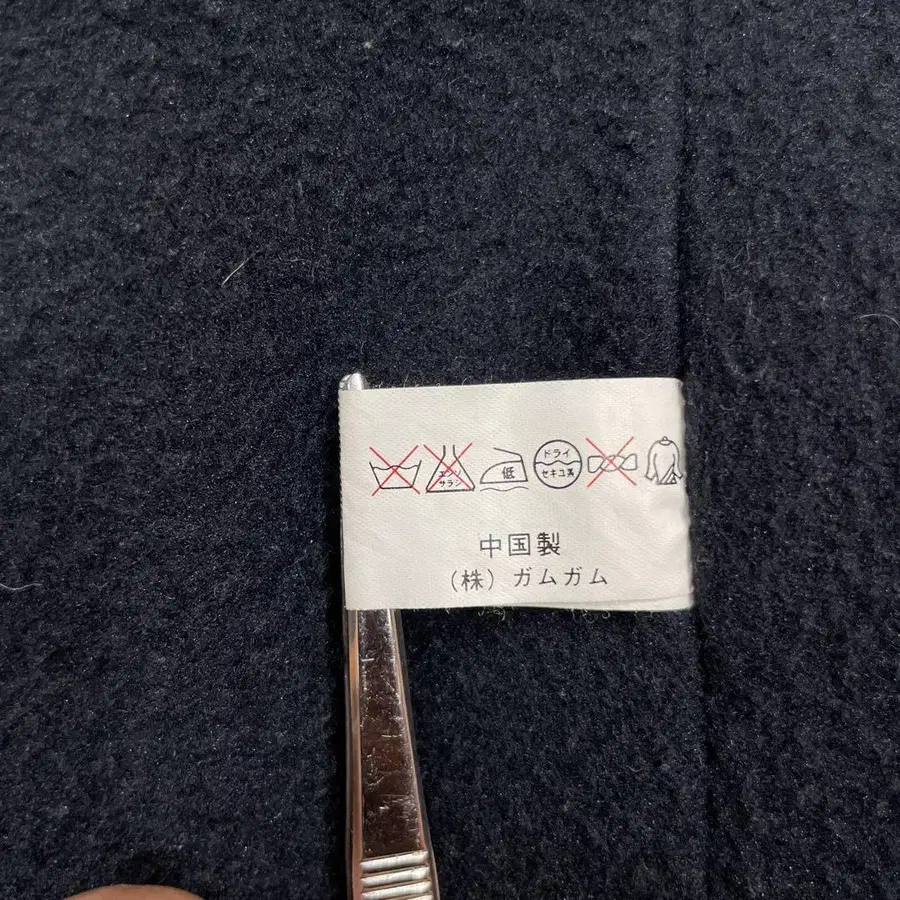 エンソ
サラシ
低
ドライ
セキユ系
中国製
（株）ガムガム